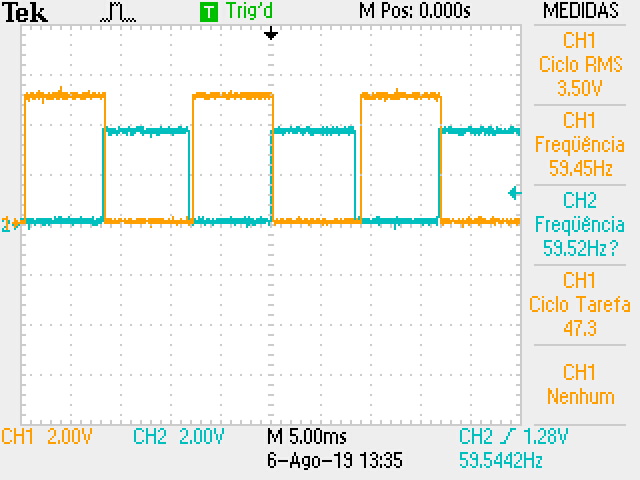 Tek T Trig'd M Pos: 0.000s MEDIDAS
CH1
Ciclo RMS
3.50V
CH1
Freqüência
59.45Hz
CH2
Freqüência
59.52Hz?
CH1
Ciclo Tarefa
47.3
CH1
Nenhum
1
2
CH1 2.00V CH2 2.00V M 5.00ms CH2 1.28V
6-Ago-19 13:35 59.5442Hz